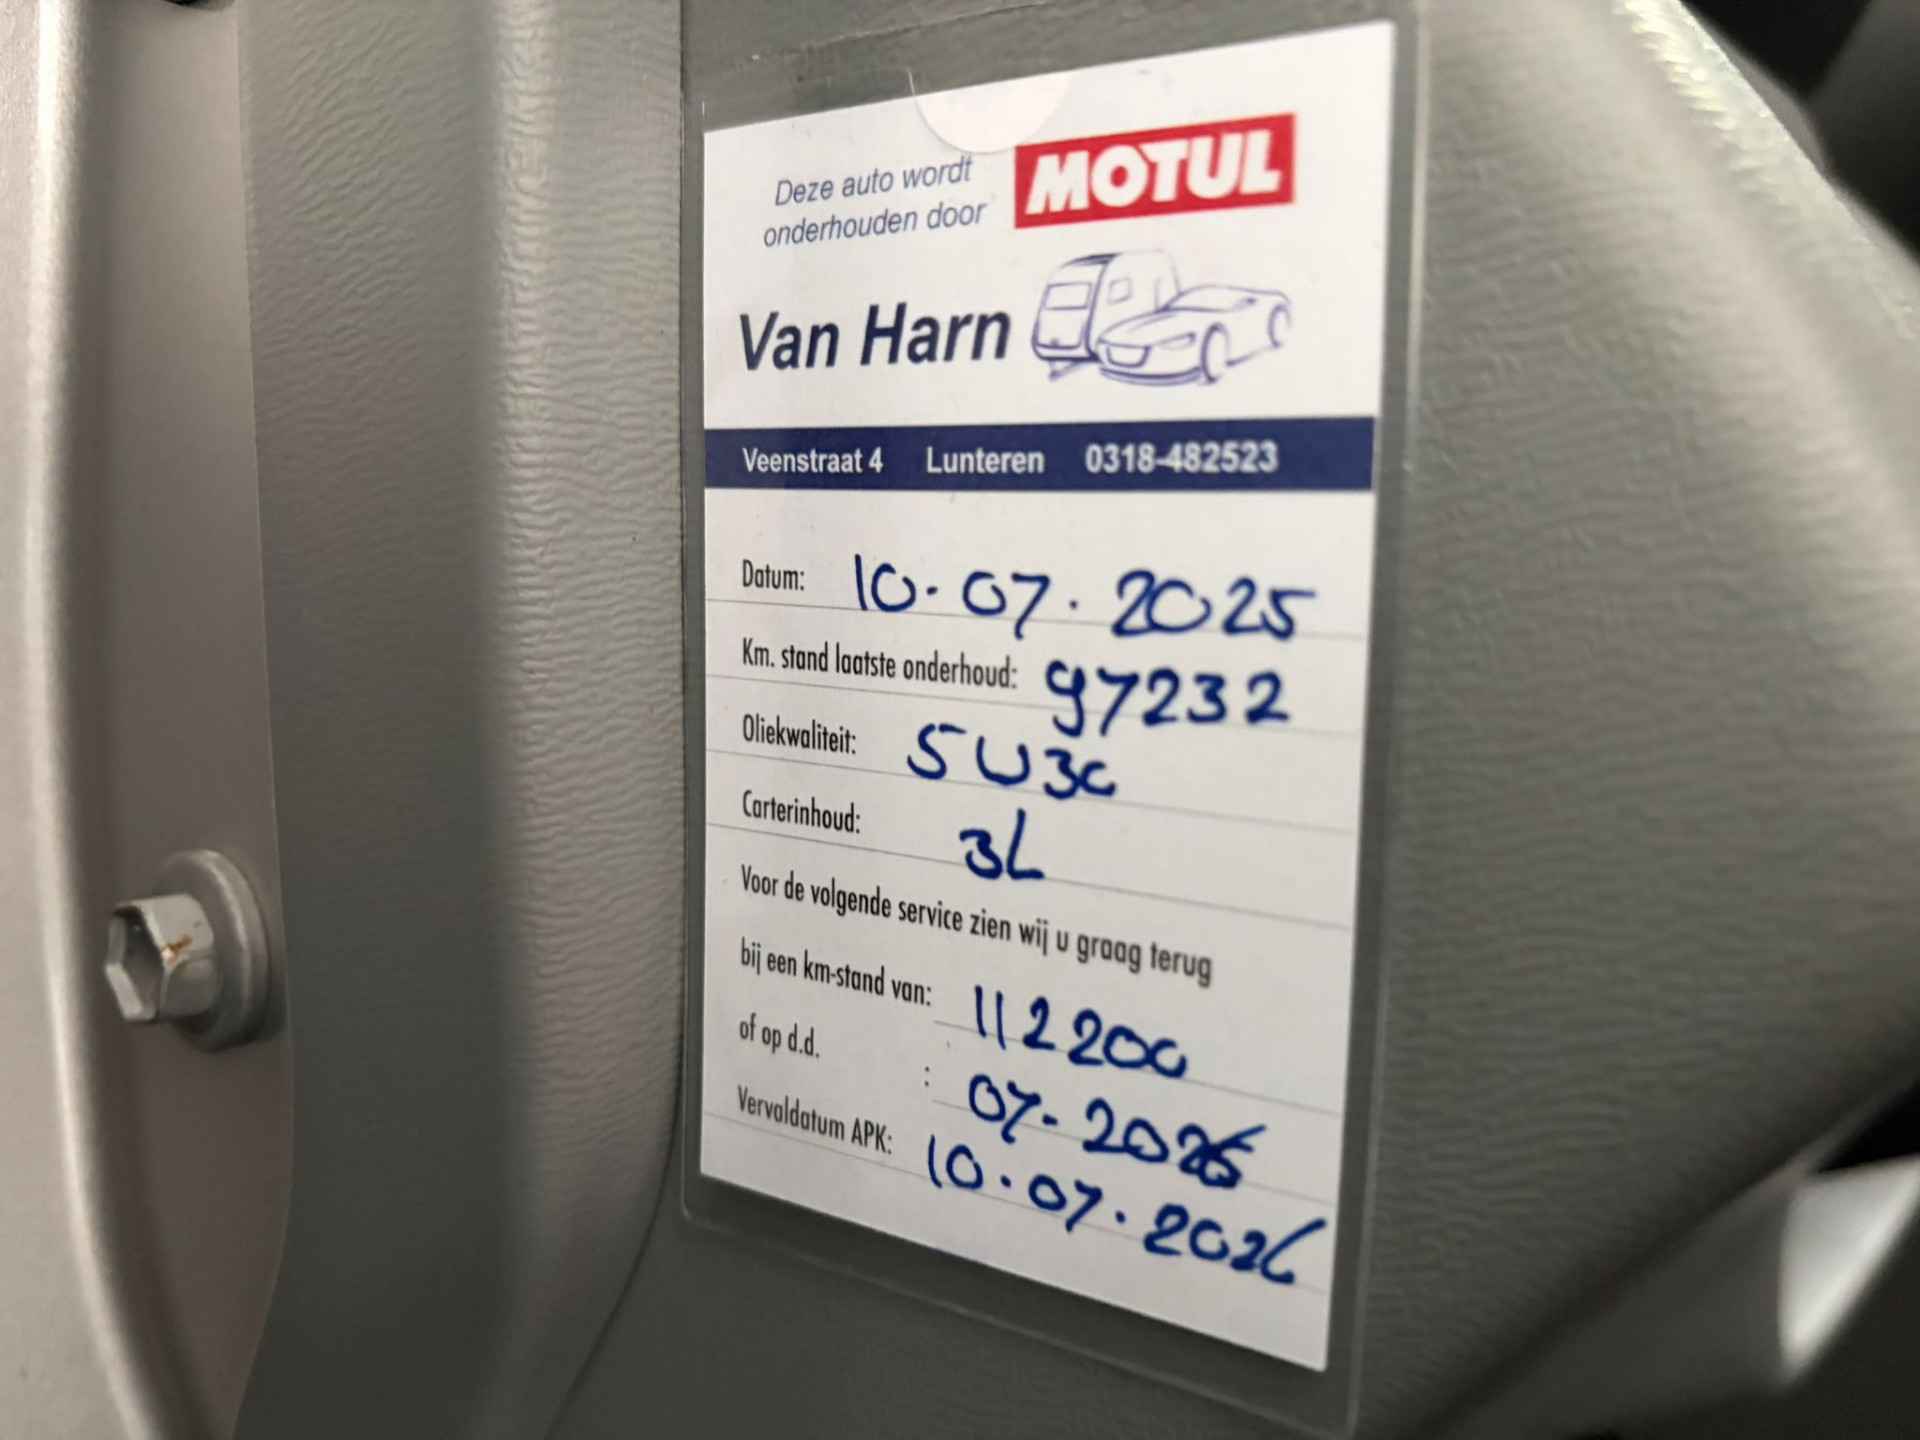 Deze auto wordt
onderhouden door
MOTUL
Van Harn
Veenstraat 4 Lunteren 0318-482523
Datum: 10.07.2025
Km. stand laatste onderhoud: 97232
Oliekwaliteit: 5W30
Carterinhoud: 3L
Voor de volgende service zien wij u graag terug
bij een km-stand van: 112200
of op d.d. : 07-2026
Vervaldatum APK: 10.07.2026